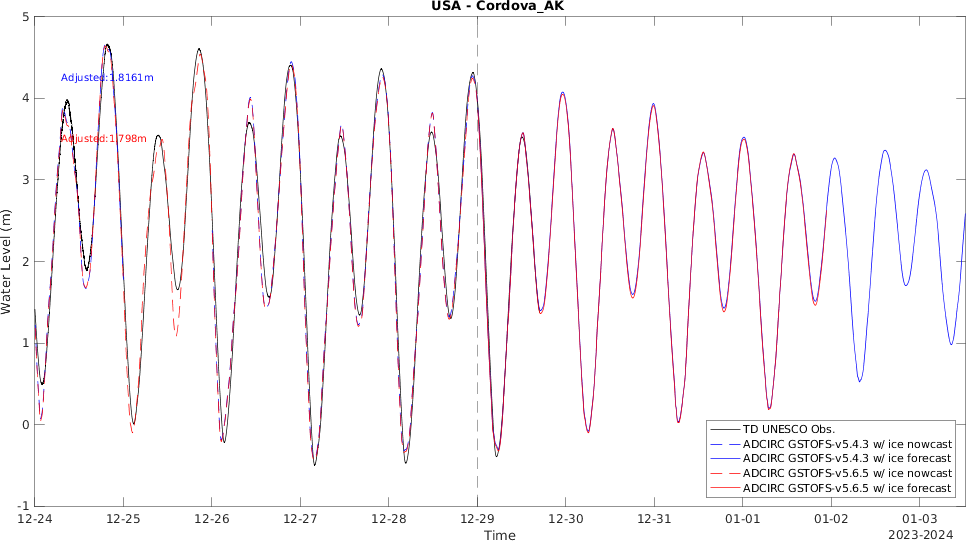 USA - Cordova_AK
Water Level (m)
5
4
3
2
1
0
-1
Adjusted:1.8161m
Adjusted:1.798m
TD UNESCO Obs.
ADCIRC GSTOFS-v5.4.3 w/ ice nowcast
ADCIRC GSTOFS-v5.4.3 w/ ice forecast
ADCIRC GSTOFS-v5.6.5 w/ ice nowcast
ADCIRC GSTOFS-v5.6.5 w/ ice forecast
12-24 12-25 12-26 12-27 12-28 12-29 12-30 12-31 01-01 01-02 01-03
Time
2023-2024